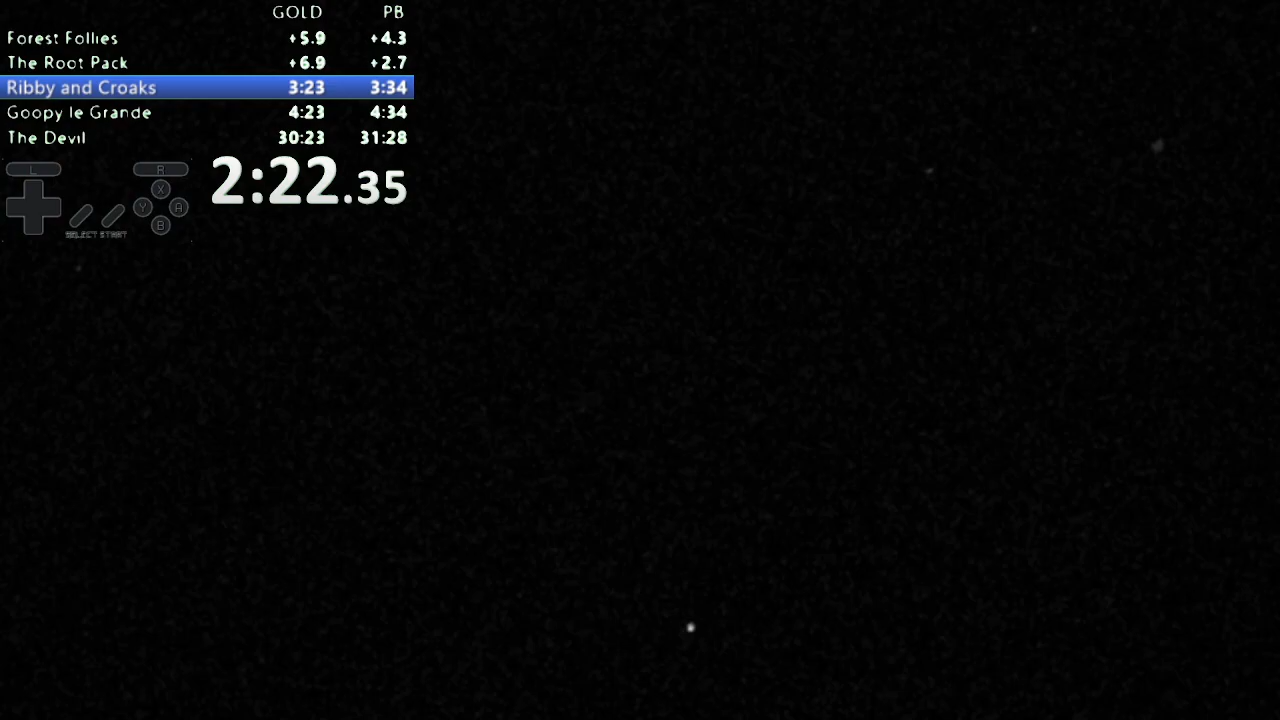 GOLD PB
Forest Follies +5.9 +4.3
The Root Pack +6.9 +2.7
Ribby and Croaks 3:23 3:34
Goopy le Grande 4:23 4:34
The Devil 30:23 31:28
2:22.35
L R
X
Y A
B
SELECT START